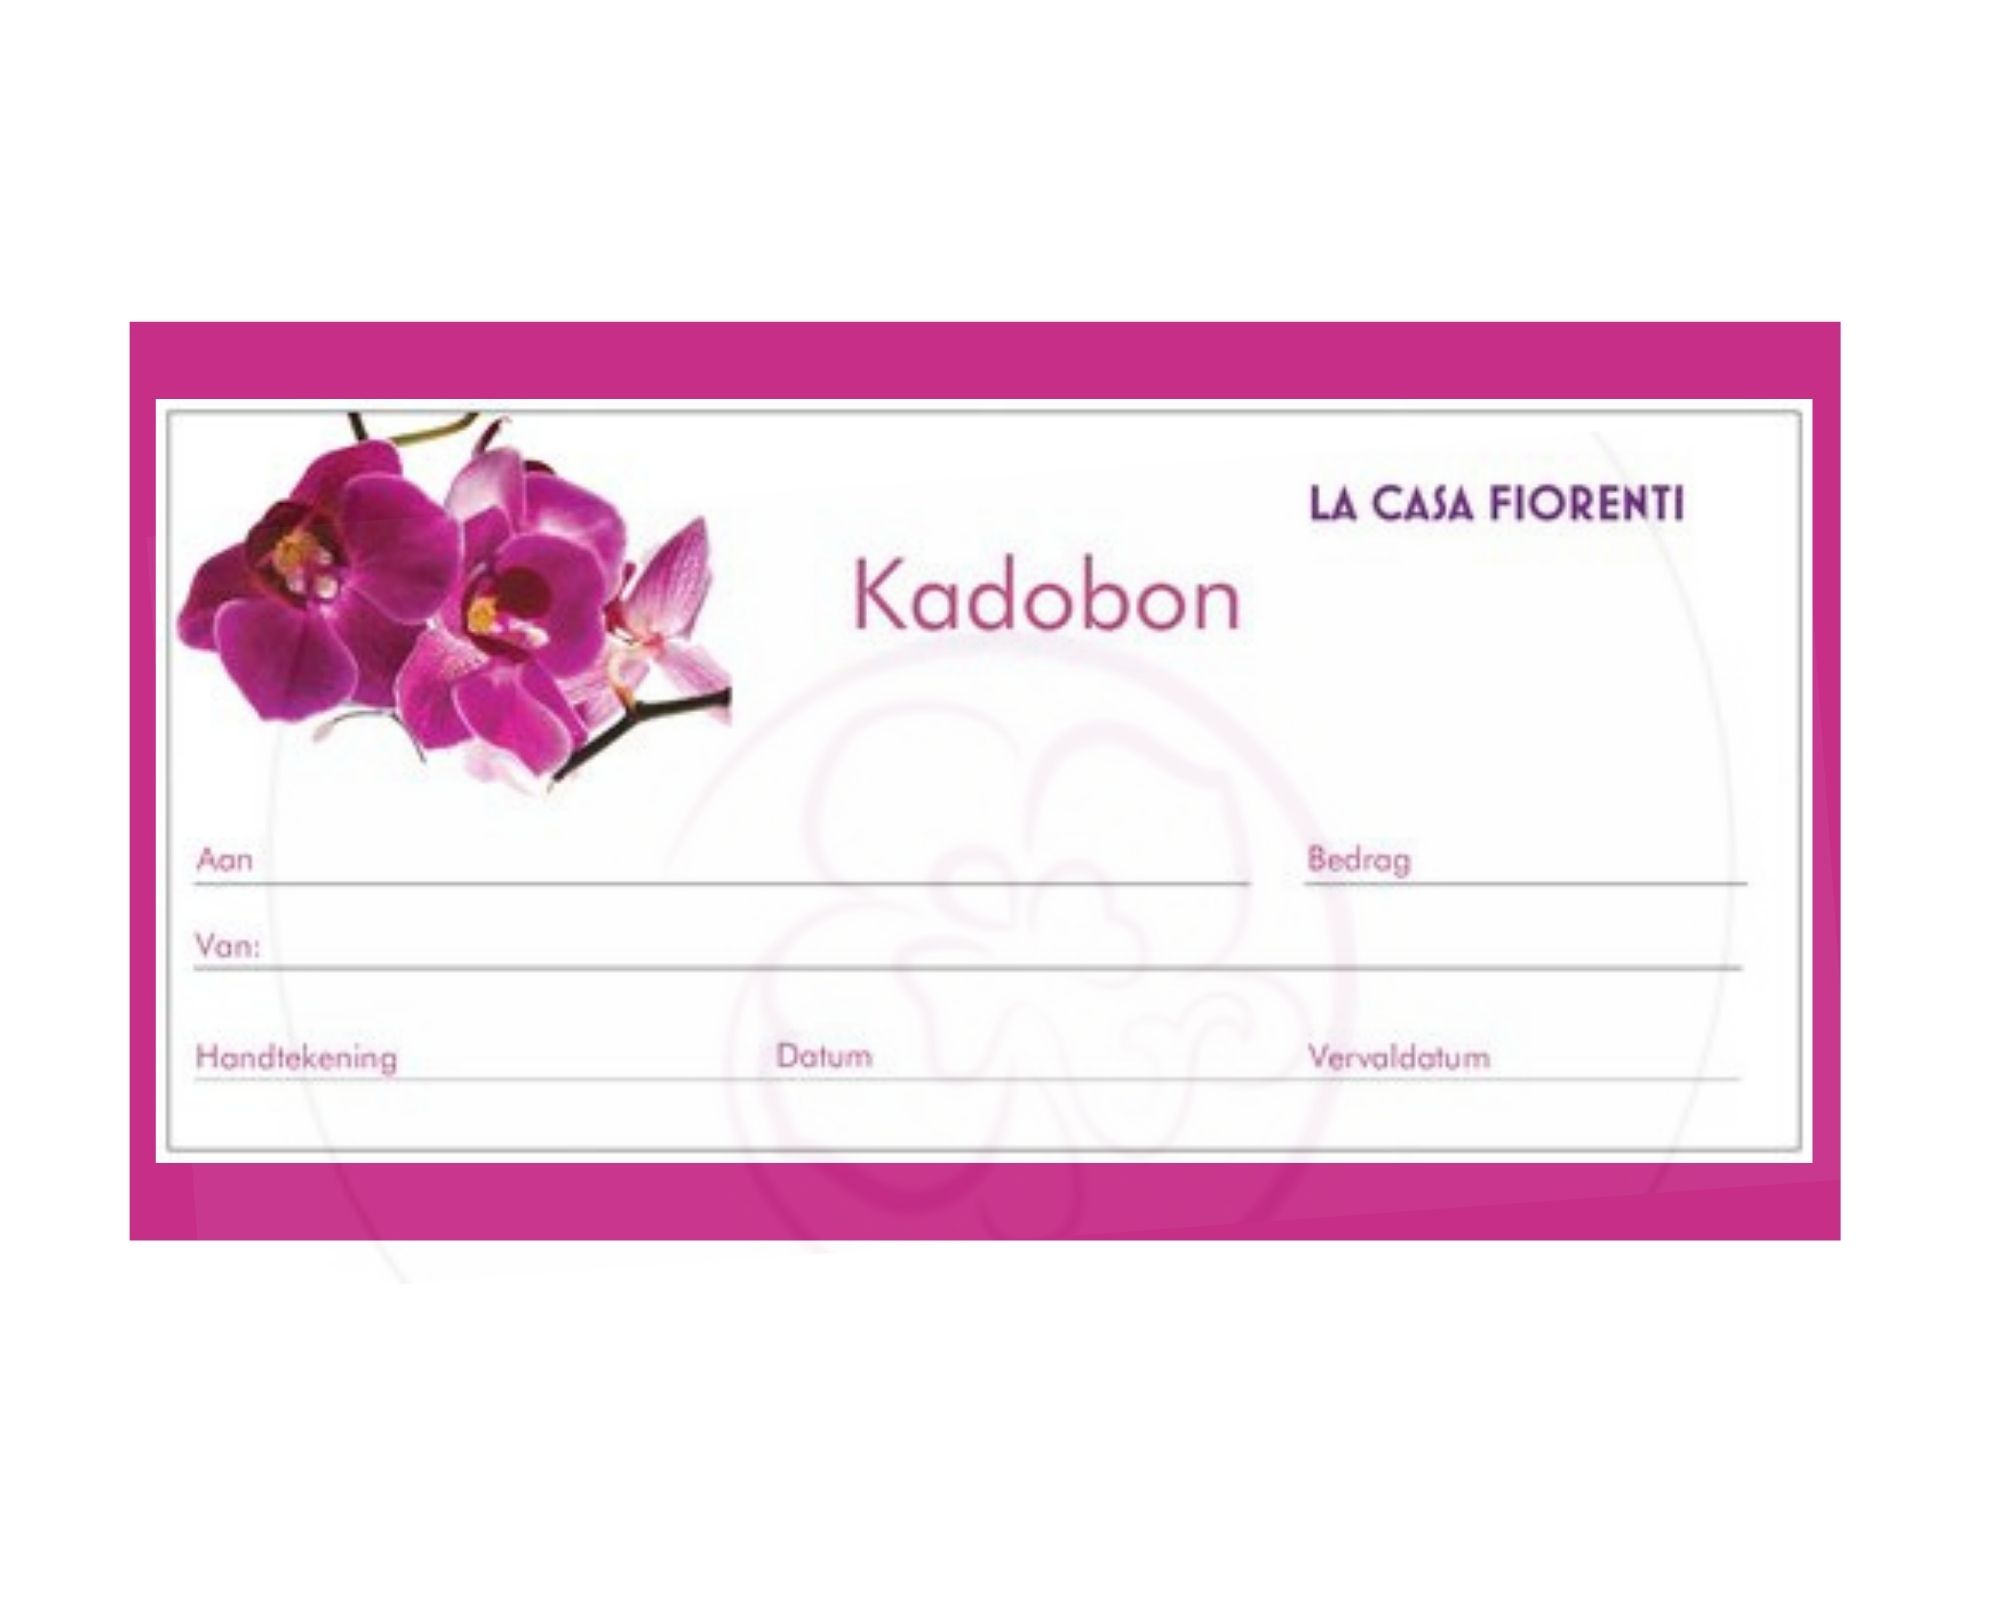 LA CASA FIORENTI
Kadobon
Aan Bedrag
Van:
Handtekening Datum Vervaldatum